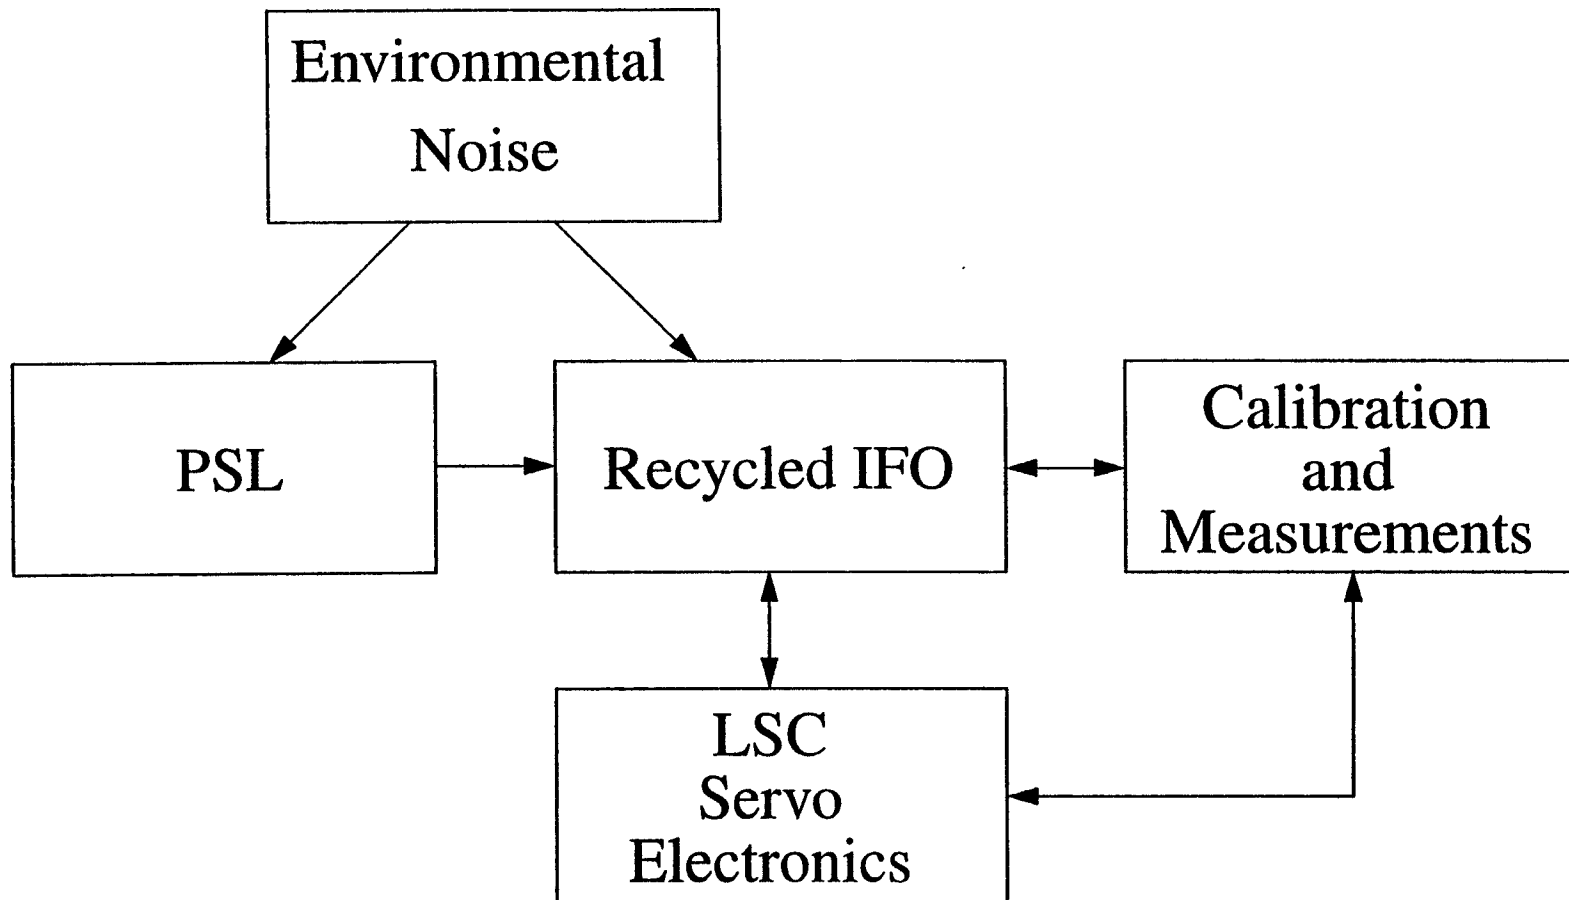 Environmental
Noise
PSL
Recycled IFO
Calibration
and
Measurements
LSC
Servo
Electronics